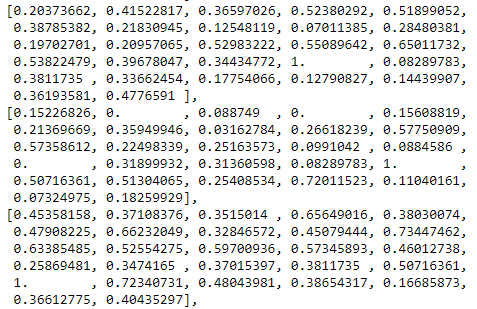 [0.20373662, 0.41522817, 0.36597026, 0.52380292, 0.51899052,
0.38785382, 0.21830945, 0.12548119, 0.07011385, 0.28480381,
0.19702701, 0.20957065, 0.52983222, 0.55089642, 0.65011732,
0.53822479, 0.39678047, 0.34434772, 1.        , 0.08289783,
0.3811735 , 0.33662454, 0.17754066, 0.12790827, 0.14439907,
0.36193581, 0.4776591 ],
[0.15226826, 0.        , 0.088749  , 0.        , 0.15608819,
0.21369669, 0.35949946, 0.03162784, 0.26618239, 0.57750909,
0.57358612, 0.22498339, 0.25163573, 0.0991042 , 0.0884586 ,
0.        , 0.31899932, 0.31360598, 0.08289783, 1.        ,
0.50716361, 0.51304065, 0.25408534, 0.72011523, 0.11040161,
0.07324975, 0.18259929],
[0.45358158, 0.37108376, 0.3515014 , 0.65649016, 0.38030074,
0.47908225, 0.66232049, 0.32846572, 0.45079444, 0.73447462,
0.63385485, 0.52554275, 0.59700936, 0.57345893, 0.46012738,
0.25869481, 0.3474165 , 0.37015397, 0.3811735 , 0.50716361,
1.        , 0.72340731, 0.48043981, 0.38654317, 0.16685873,
0.36612775, 0.40435297],